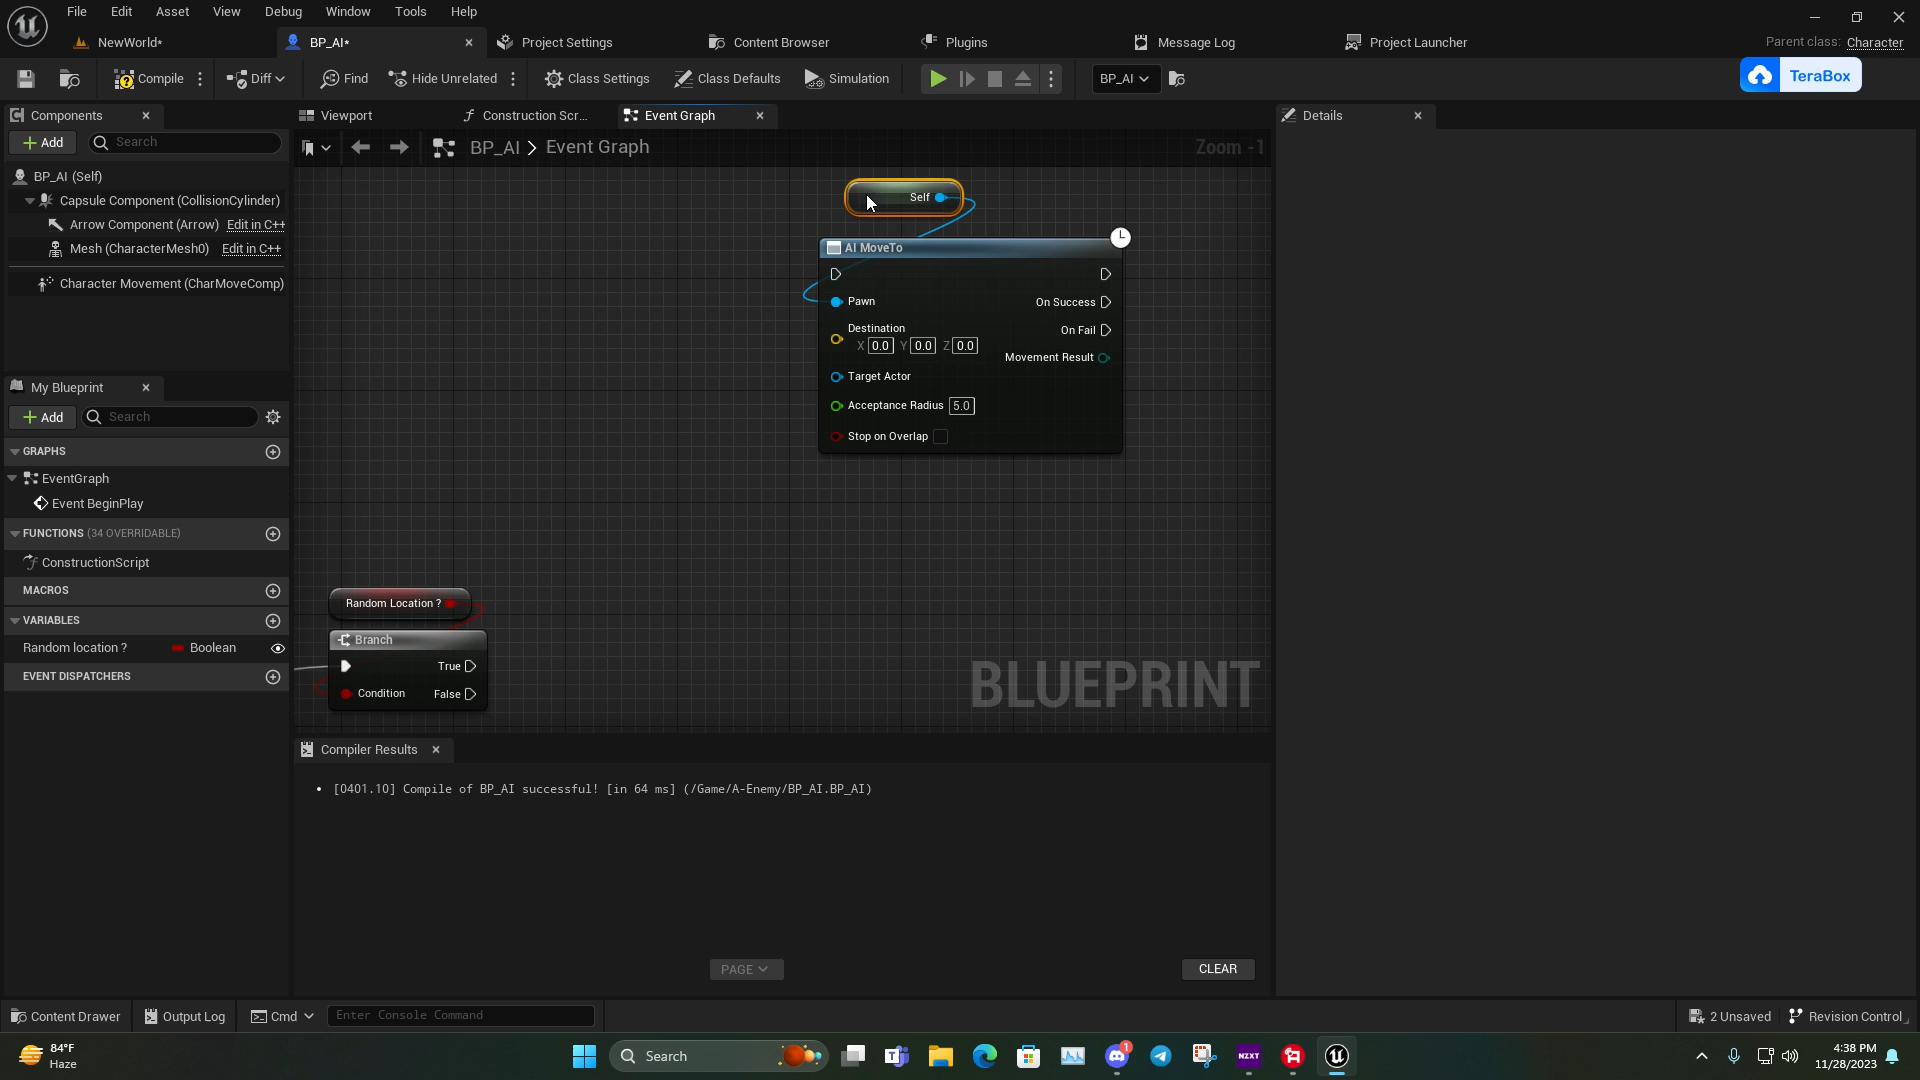 File Edit Asset View Debug Window Tools Help
NewWorld* BP_AI* Project Settings Content Browser Plugins Message Log Project Launcher Parent class: Character
Compile Diff Find Hide Unrelated Class Settings Class Defaults Simulation BP_AI TeraBox
Components Viewport Construction Scr... Event Graph Details
Add Search BP_AI > Event Graph Zoom -1
BP_AI (Self)
Capsule Component (CollisionCylinder)
Arrow Component (Arrow) Edit in C++
Mesh (CharacterMesh0) Edit in C++
Character Movement (CharMoveComp)
Self
AI MoveTo
Pawn On Success
Destination On Fail
X 0.0 Y 0.0 Z 0.0
Movement Result
Target Actor
Acceptance Radius 5.0
Stop on Overlap
My Blueprint
Add Search
GRAPHS
EventGraph
Event BeginPlay
FUNCTIONS (34 OVERRIDABLE)
ConstructionScript
MACROS
VARIABLES
Random location ? Boolean
EVENT DISPATCHERS
Random Location ?
Branch
True
Condition False
BLUEPRINT
Compiler Results
[0401.10] Compile of BP_AI successful! [in 64 ms] (/Game/A-Enemy/BP_AI.BP_AI)
PAGE CLEAR
Content Drawer Output Log Cmd Enter Console Command 2 Unsaved Revision Control
84°F
Haze
Search
1
NZXT
4:38 PM
11/28/2023